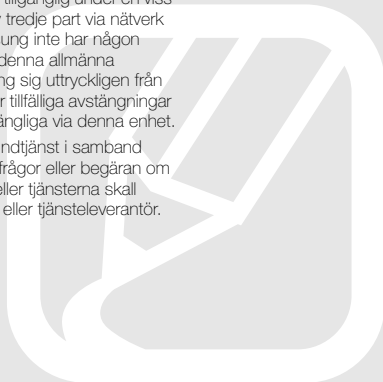 tillgänglig under en viss
tredje part via nätverk
ung inte har någon
denna allmänna
ng sig uttryckligen från
r tillfälliga avstängningar
ängliga via denna enhet.
ndtjänst i samband
frågor eller begäran om
eller tjänsterna skall
eller tjänsteleverantör.